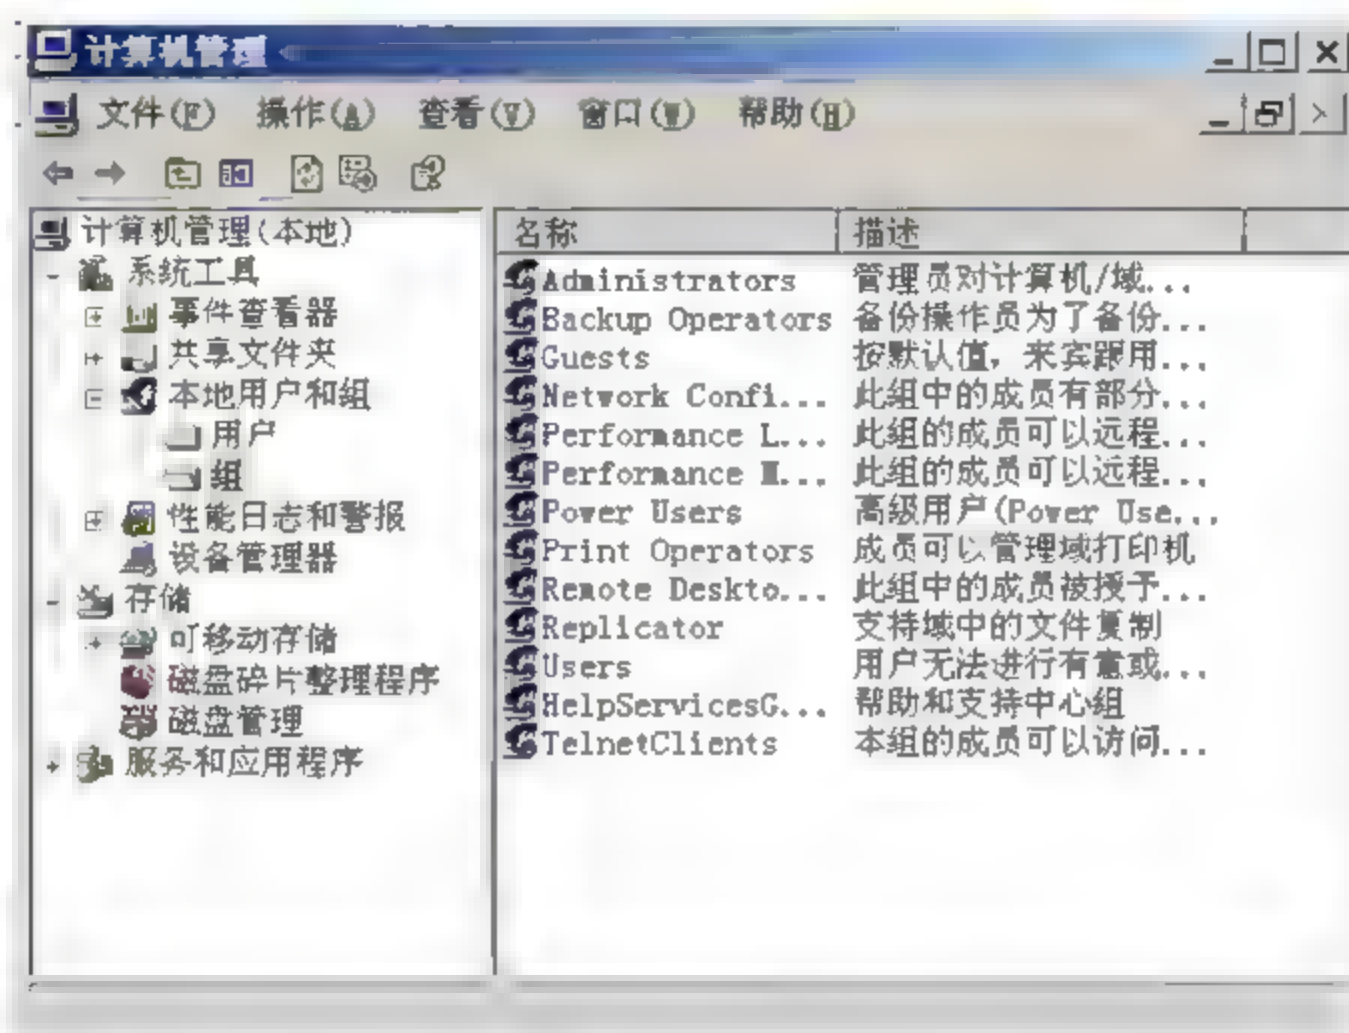 计算机管理
文件(F) 操作(A) 查看(V) 窗口(W) 帮助(H)
计算机管理(本地)
系统工具
事件查看器
共享文件夹
本地用户和组
用户
组
性能日志和警报
设备管理器
存储
可移动存储
磁盘碎片整理程序
磁盘管理
服务和应用程序
名称 描述
Administrators 管理员对计算机/域...
Backup Operators 备份操作员为了备份...
Guests 按默认值，来宾跟用...
Network Confi... 此组中的成员有部分...
Performance L... 此组的成员可以远程...
Performance M... 此组的成员可以远程...
Power Users 高级用户(Power Use...
Print Operators 成员可以管理域打印机
Remote Deskto... 此组中的成员被授予...
Replicator 支持域中的文件复制
Users 用户无法进行有意或...
HelpServicesG... 帮助和支持中心组
TelnetClients 本组的成员可以访问...